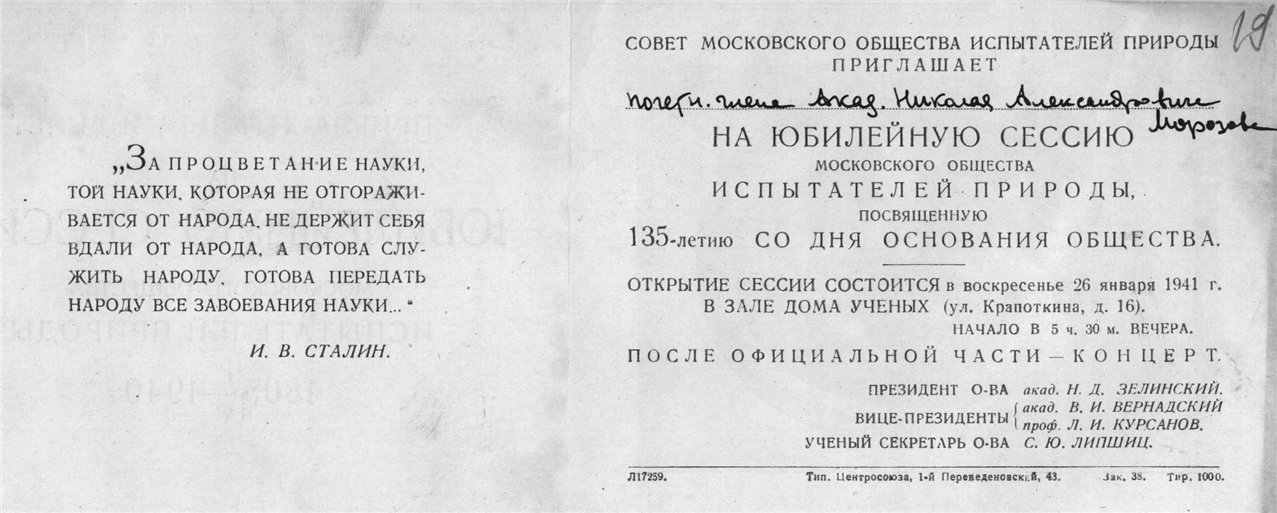 „За процветание науки,
той науки, которая не отгоражи-
вается от народа, не держит себя
вдали от народа, а готова слу-
жить народу, готова передать
народу все завоевания науки...“
И. В. СТАЛИН.
19
СОВЕТ МОСКОВСКОГО ОБЩЕСТВА ИСПЫТАТЕЛЕЙ ПРИРОДЫ
ПРИГЛАШАЕТ
почетн. члена Акад. Николая Александровича
Морозова
НА ЮБИЛЕЙНУЮ СЕССИЮ
МОСКОВСКОГО ОБЩЕСТВА
ИСПЫТАТЕЛЕЙ ПРИРОДЫ,
ПОСВЯЩЕННУЮ
135-летию СО ДНЯ ОСНОВАНИЯ ОБЩЕСТВА.
ОТКРЫТИЕ СЕССИИ СОСТОИТСЯ в воскресенье 26 января 1941 г.
В ЗАЛЕ ДОМА УЧЕНЫХ (ул. Крапоткина, д. 16).
НАЧАЛО В 5 ч. 30 м. ВЕЧЕРА.
ПОСЛЕ ОФИЦИАЛЬНОЙ ЧАСТИ — КОНЦЕРТ.
ПРЕЗИДЕНТ О-ВА акад. Н. Д. ЗЕЛИНСКИЙ.
ВИЦЕ-ПРЕЗИДЕНТЫ { акад. В. И. ВЕРНАДСКИЙ
проф. Л. И. КУРСАНОВ.
УЧЕНЫЙ СЕКРЕТАРЬ О-ВА С. Ю. ЛИПШИЦ.
Л17259. Тип. Центросоюза, 1-й Переведеновский, 43. Зак. 38. Тир. 1000.